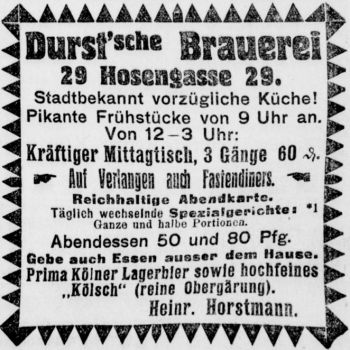 Durst'sche Brauerei
29 Hosengasse 29.
Stadtbekannt vorzügliche Küche!
Pikante Frühstücke von 9 Uhr an.
Von 12-3 Uhr:
Kräftiger Mittagtisch, 3 Gänge 60 ₰.
Auf Verlangen auch Fastendiners.
Reichhaltige Abendkarte.
Täglich wechselnde Spezialgerichte: *1
Ganze und halbe Portionen.
Abendessen 50 und 80 Pfg.
Gebe auch Essen ausser dem Hause.
Prima Kölner Lagerbier sowie hochfeines
„Kölsch" (reine Obergärung).
Heinr. Horstmann.